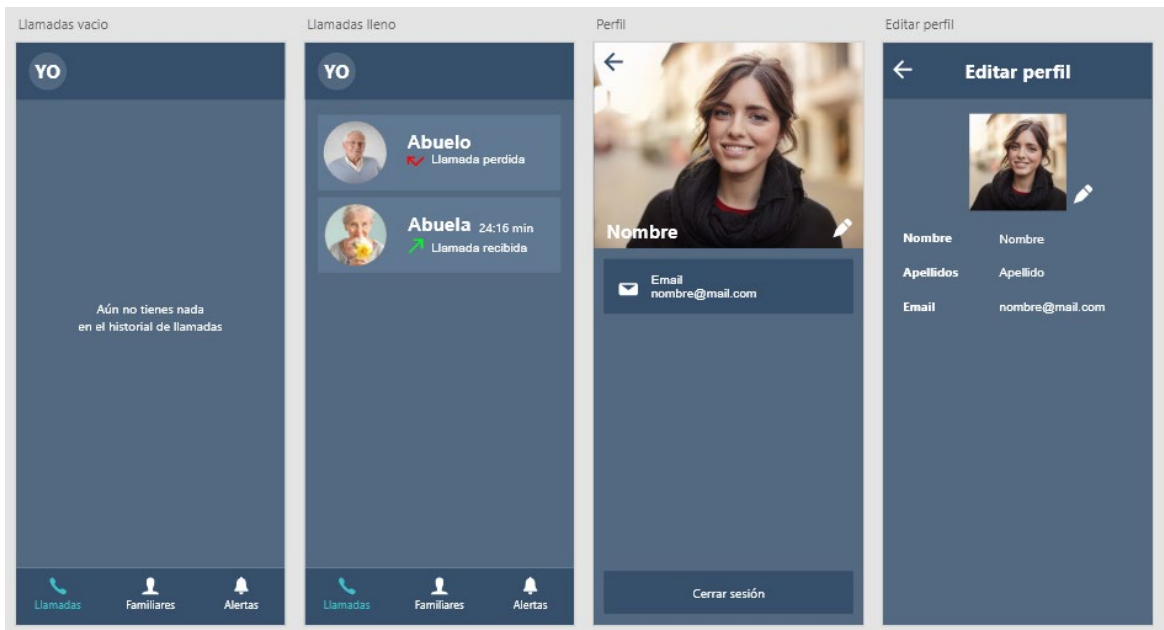 Llamadas vacio
YO
Aún no tienes nada
en el historial de llamadas
Llamadas
Familiares
Alertas
Llamadas lleno
YO
Abuelo
Llamada perdida
Abuela 24:16 min
Llamada recibida
Llamadas
Familiares
Alertas
Perfil
Nombre
Email
nombre@mail.com
Cerrar sesión
Editar perfil
Editar perfil
Nombre Nombre
Apellidos Apellido
Email nombre@mail.com